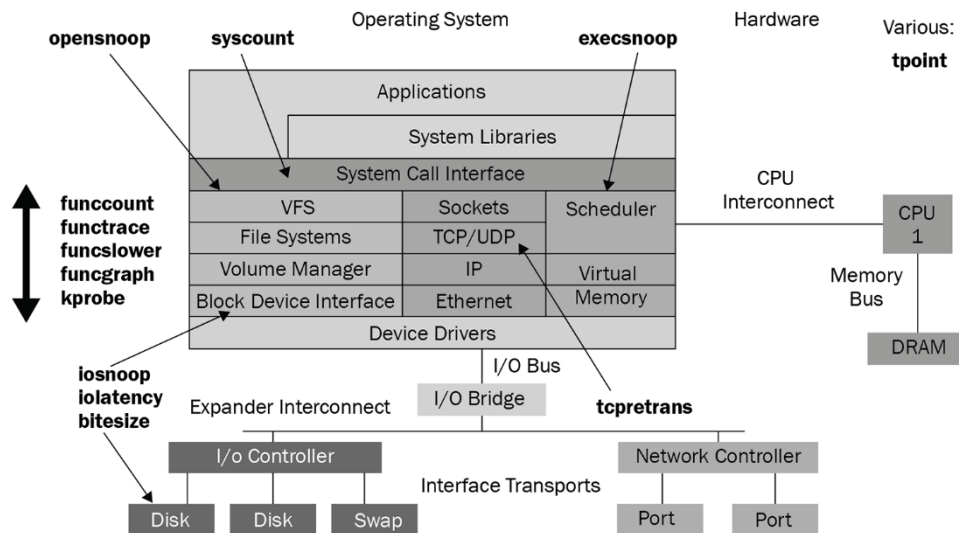 Operating System
Hardware
Various:
tpoint
opensnoop
syscount
execsnoop
Applications
System Libraries
System Call Interface
CPU
Interconnect
funccount
functrace
funcslower
funcgraph
kprobe
VFS
Sockets
Scheduler
File Systems
TCP/UDP
Volume Manager
IP
Virtual
Memory
Block Device Interface
Ethernet
Device Drivers
CPU
1
Memory
Bus
DRAM
iosnoop
iolatency
bitesize
I/O Bus
I/O Bridge
tcpretrans
Expander Interconnect
I/o Controller
Network Controller
Interface Transports
Disk
Disk
Swap
Port
Port